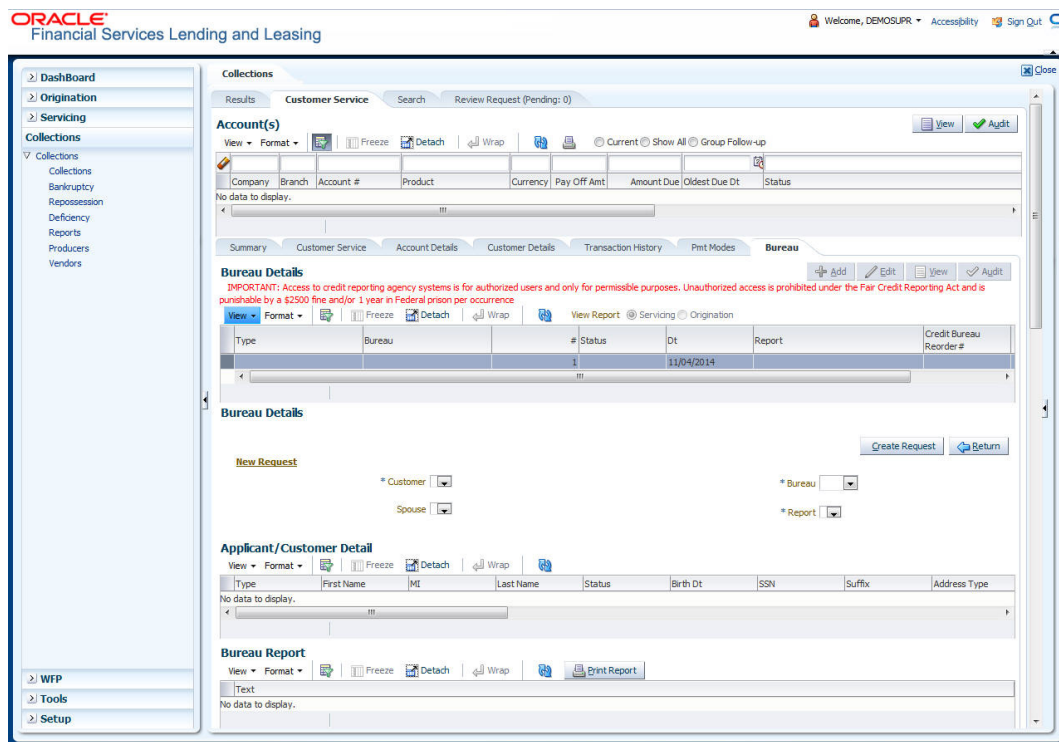 ORACLE
Financial Services Lending and Leasing
Welcome, DEMOSUPR Accessibility Sign Out
Close
DashBoard
Origination
Servicing
Collections
Collections
Collections
Bankruptcy
Repossession
Deficiency
Reports
Producers
Vendors
WFP
Tools
Setup
Collections
Results Customer Service Search Review Request (Pending: 0)
Account(s)
View Audit
View Format Freeze Detach Wrap Current Show All Group Follow-up
Company Branch Account # Product Currency Pay Off Amt Amount Due Oldest Due Dt Status
No data to display.
Summary Customer Service Account Details Customer Details Transaction History Pmt Modes Bureau
Bureau Details
Add Edit View Audit
IMPORTANT: Access to credit reporting agency systems is for authorized users and only for permissible purposes. Unauthorized access is prohibited under the Fair Credit Reporting Act and is
punishable by a $2500 fine and/or 1 year in Federal prison per occurrence
View Format Freeze Detach Wrap View Report Servicing Origination
Type Bureau # Status Dt Report Credit Bureau
Reorder #
1 11/04/2014
Bureau Details
Create Request Return
New Request
* Customer * Bureau
Spouse * Report
Applicant/Customer Detail
View Format Freeze Detach Wrap
Type First Name MI Last Name Status Birth Dt SSN Suffix Address Type
No data to display.
Bureau Report
View Format Freeze Detach Wrap Print Report
Text
No data to display.